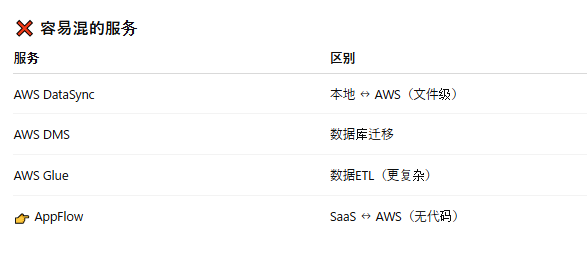 ❌ 容易混的服务
服务 区别
AWS DataSync 本地 ↔ AWS（文件级）
AWS DMS 数据库迁移
AWS Glue 数据ETL（更复杂）
👉 AppFlow SaaS ↔ AWS（无代码）